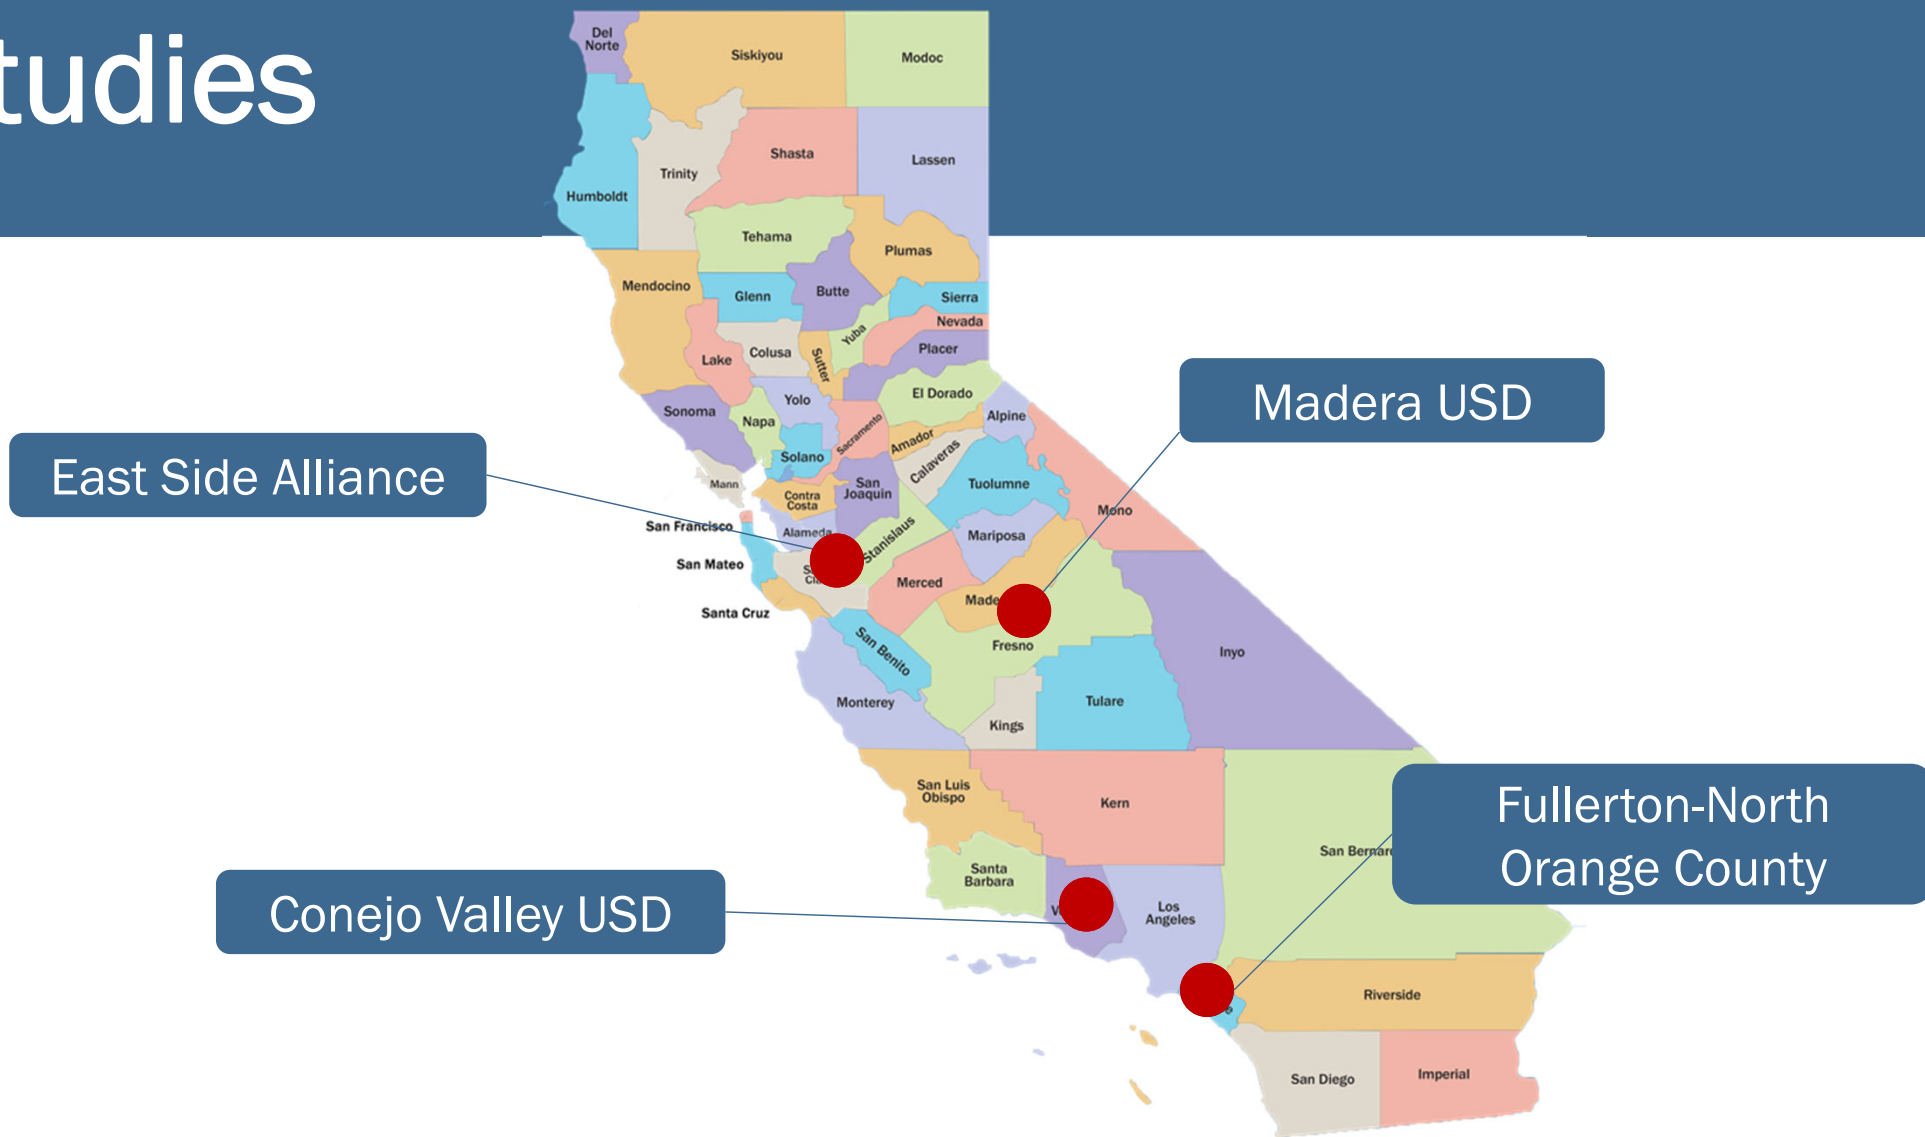 tudies
Del
Norte
Siskiyou
Modoc
Shasta
Lassen
Trinity
Humboldt
Tehama
Plumas
Mendocino
Glenn
Butte
Sierra
Nevada
Yuba
Placer
Colusa
Sutter
Lake
El Dorado
Yolo
Sonoma
Napa
Alpine
Sacramento
Amador
Madera USD
Solano
Calaveras
East Side Alliance
Marin
San
Joaquin
Tuolumne
Contra
Costa
Mono
San Francisco
Alameda
Stanislaus
Mariposa
San Mateo
Merced
Made
Santa Cruz
Fresno
San Benito
Inyo
Monterey
Tulare
Kings
San Luis
Obispo
Kern
Fullerton-North
Orange County
San Bernar
Santa
Barbara
Conejo Valley USD
V
Los
Angeles
Riverside
San Diego
Imperial